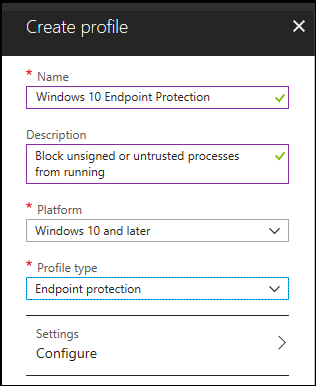 Create profile
* Name
Windows 10 Endpoint Protection
Description
Block unsigned or untrusted processes
from running
* Platform
Windows 10 and later
* Profile type
Endpoint protection
Settings
Configure